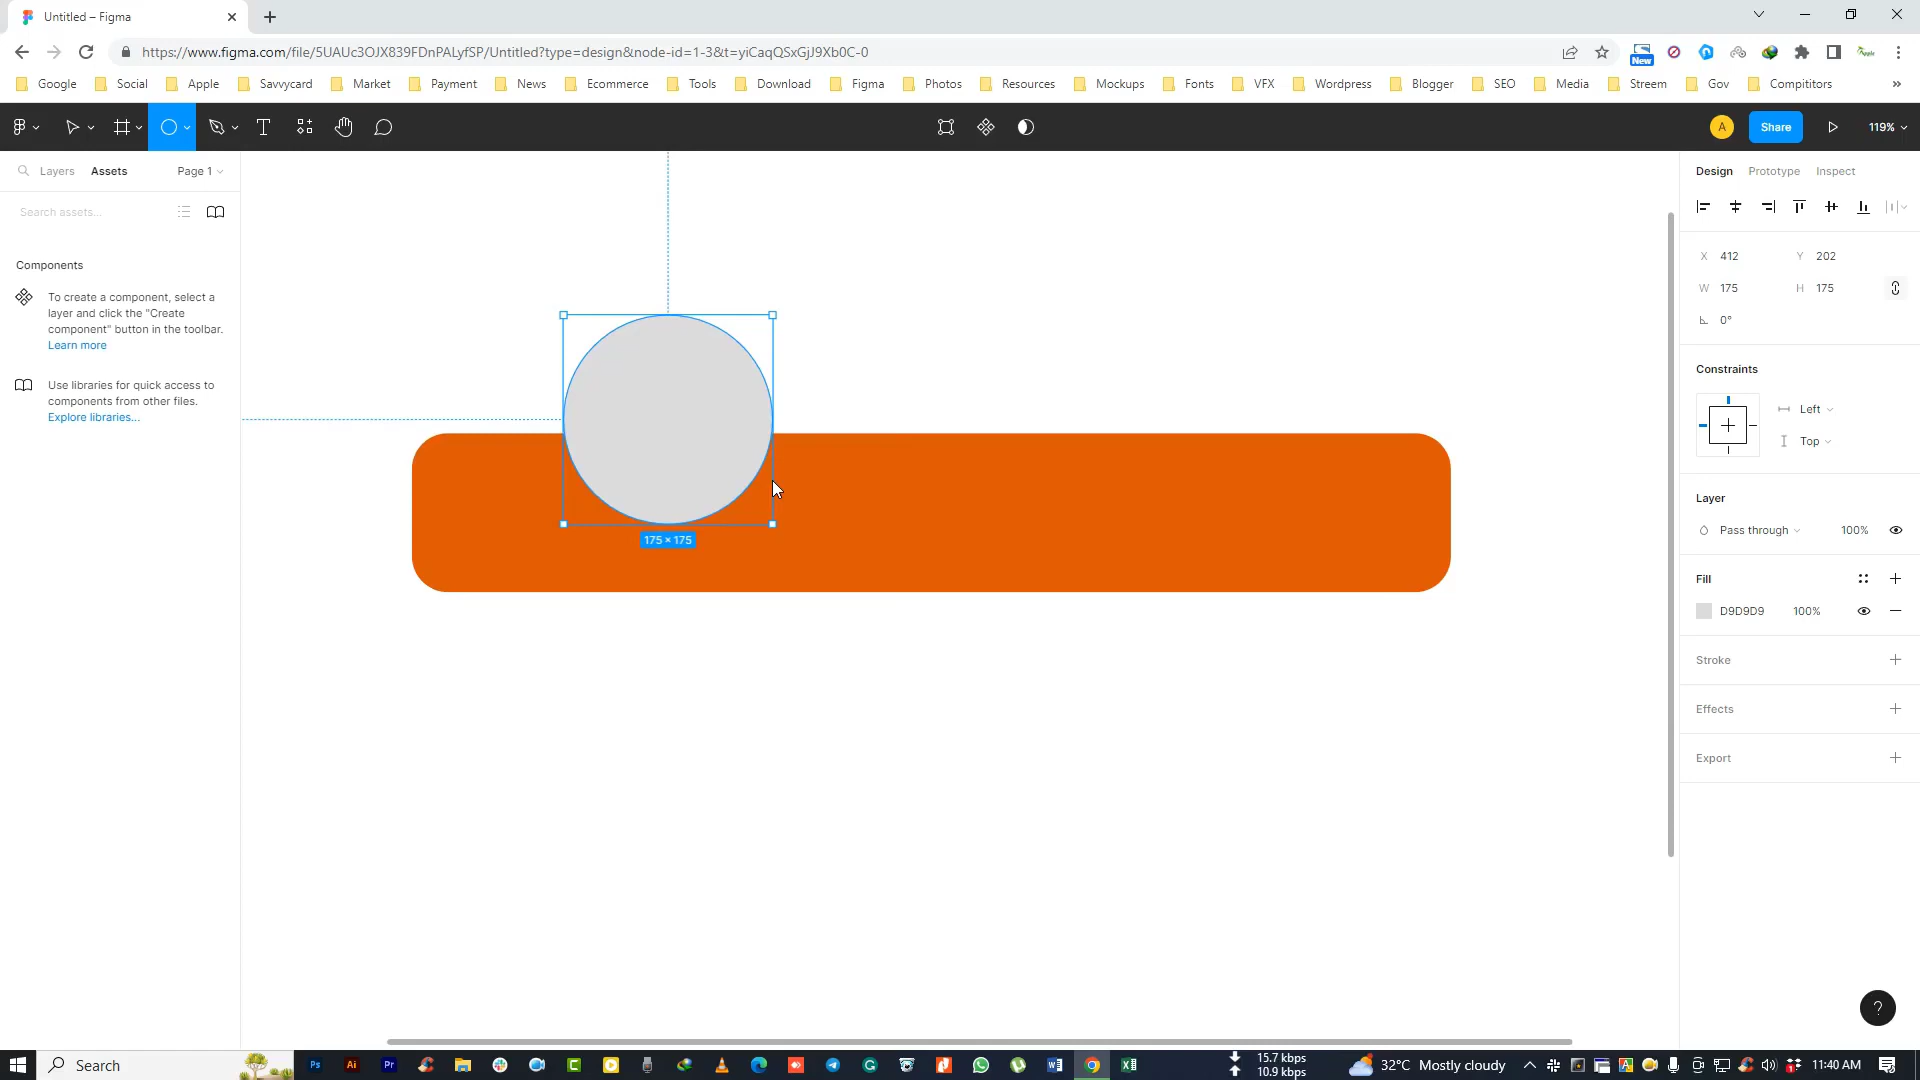 Untitled – Figma
https://www.figma.com/file/5UAUc3OJX839FDnPALyfSP/Untitled?type=design&node-id=1-3&t=yiCaqQSxGjJ9Xb0C-0
New
Google Social Apple Savvycard Market Payment News Ecommerce Tools Download Figma Photos Resources Mockups Fonts VFX Wordpress Blogger SEO Media Streem Gov Compititors »
A Share 119%
Layers Assets Page 1
Design Prototype Inspect
Search assets...
X 412 Y 202
Components
W 175 H 175
To create a component, select a
layer and click the "Create
component" button in the toolbar.
Learn more
0°
Constraints
Use libraries for quick access to
components from other files.
Explore libraries...
Left
Top
Layer
Pass through 100%
175 × 175
Fill
D9D9D9 100%
Stroke
Effects
Export
?
Search
Ps Ai Pr
15.7 kbps
10.9 kbps
32°C Mostly cloudy
11:40 AM